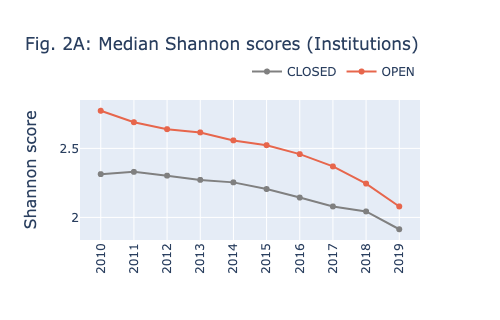 Fig. 2A: Median Shannon scores (Institutions)
CLOSED OPEN
Shannon score
2.5
2
2010 2011 2012 2013 2014 2015 2016 2017 2018 2019